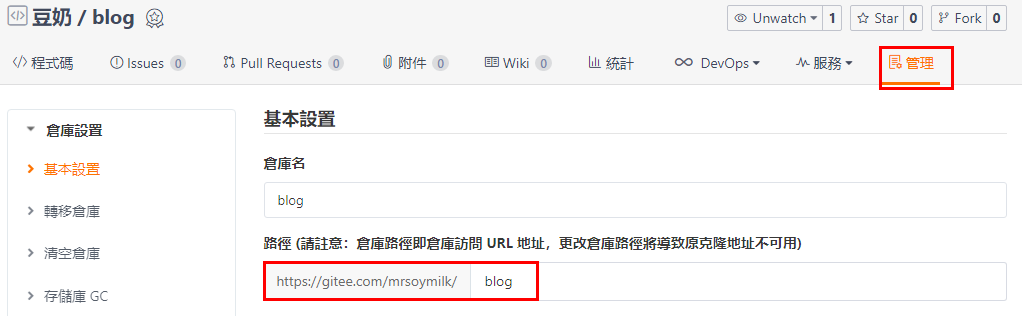 豆奶 / blog Unwatch 1 Star 0 Fork 0
程式碼 Issues 0 Pull Requests 0 附件 0 Wiki 0 統計 DevOps 服務 管理
倉庫設置
基本設置
轉移倉庫
清空倉庫
存儲庫 GC
基本設置
倉庫名
blog
路徑 (請註意：倉庫路徑即倉庫訪問 URL 地址，更改倉庫路徑將導致原克隆地址不可用)
https://gitee.com/mrsoymilk/ blog